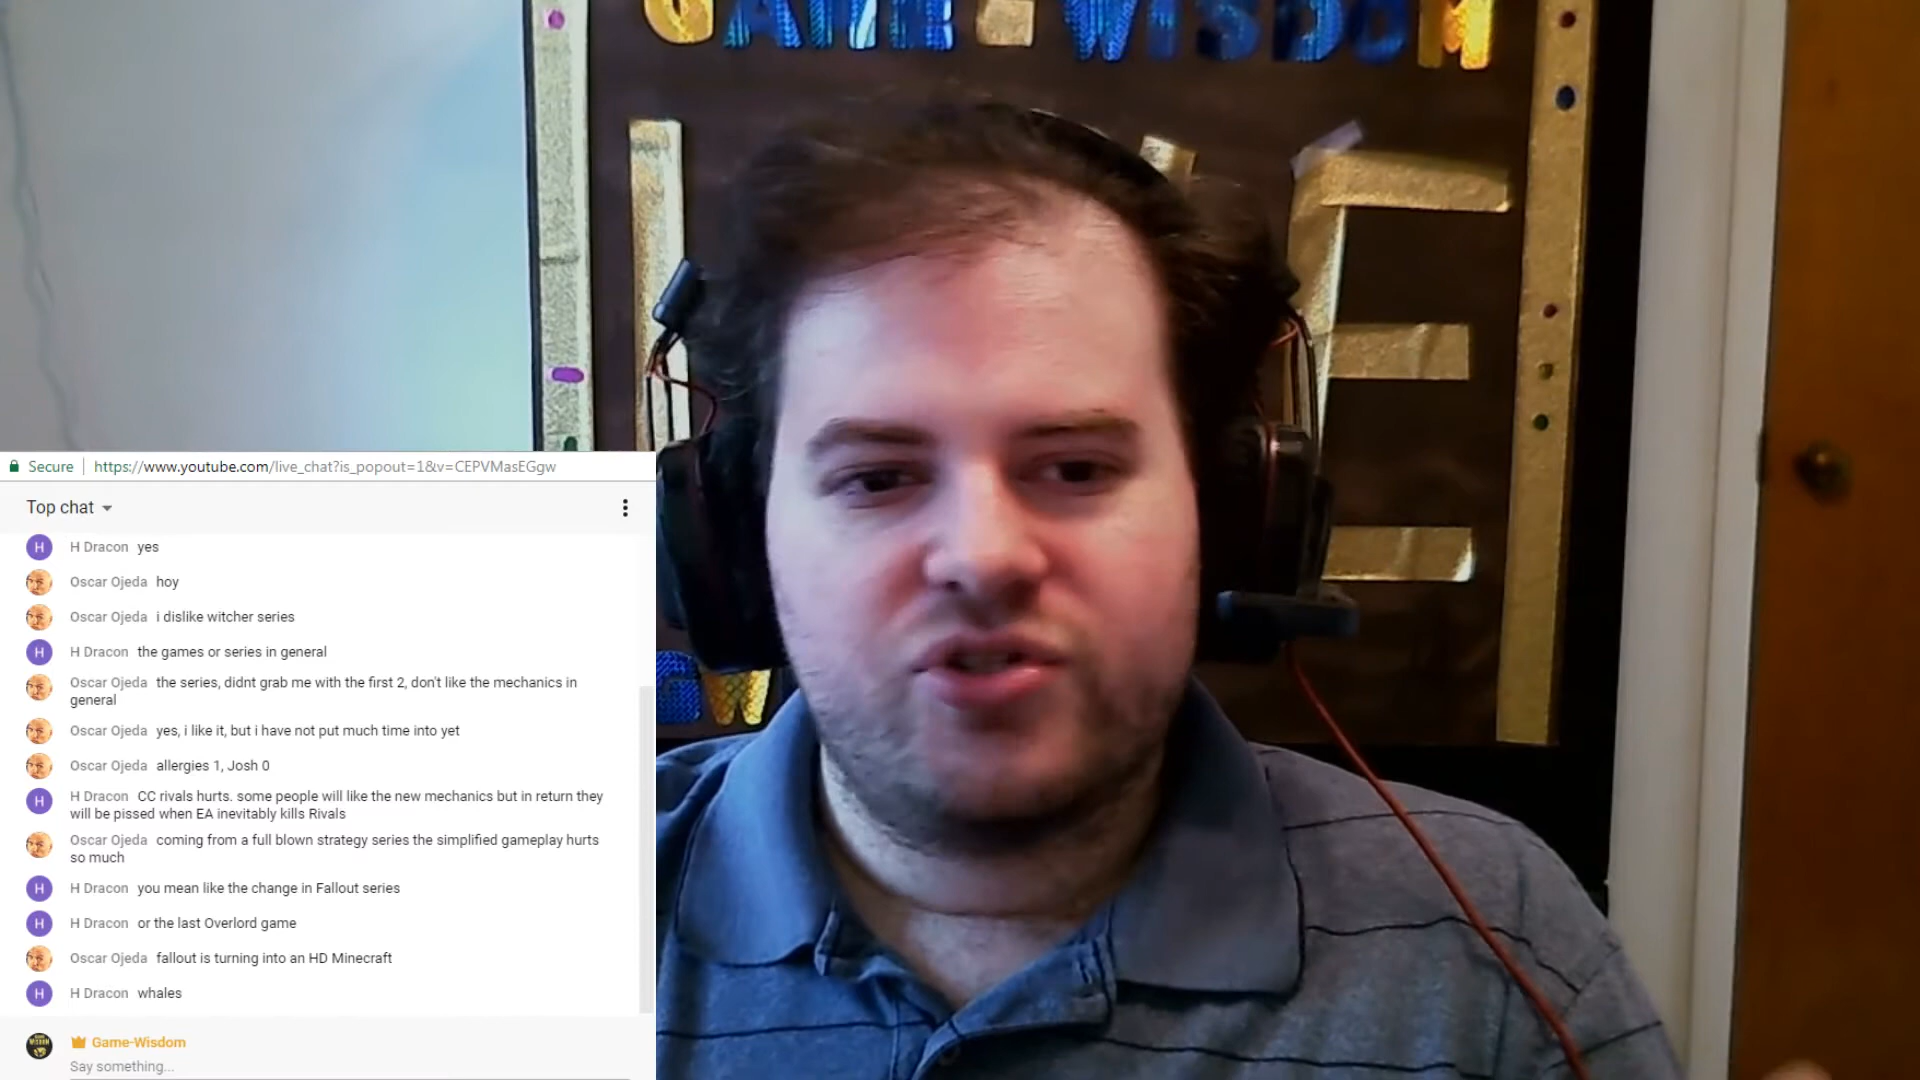 GAME-WISDOM
L VE
GW
Secure https://www.youtube.com/live_chat?is_popout=1&v=CEPVMasEGgw
Top chat
H H Dracon yes
Oscar Ojeda hoy
Oscar Ojeda i dislike witcher series
H H Dracon the games or series in general
Oscar Ojeda the series, didnt grab me with the first 2, don't like the mechanics in
general
Oscar Ojeda yes, i like it, but i have not put much time into yet
Oscar Ojeda allergies 1, Josh 0
H H Dracon CC rivals hurts. some people will like the new mechanics but in return they
will be pissed when EA inevitably kills Rivals
Oscar Ojeda coming from a full blown strategy series the simplified gameplay hurts
so much
H H Dracon you mean like the change in Fallout series
H H Dracon or the last Overlord game
Oscar Ojeda fallout is turning into an HD Minecraft
H H Dracon whales
Game-Wisdom
Say something...